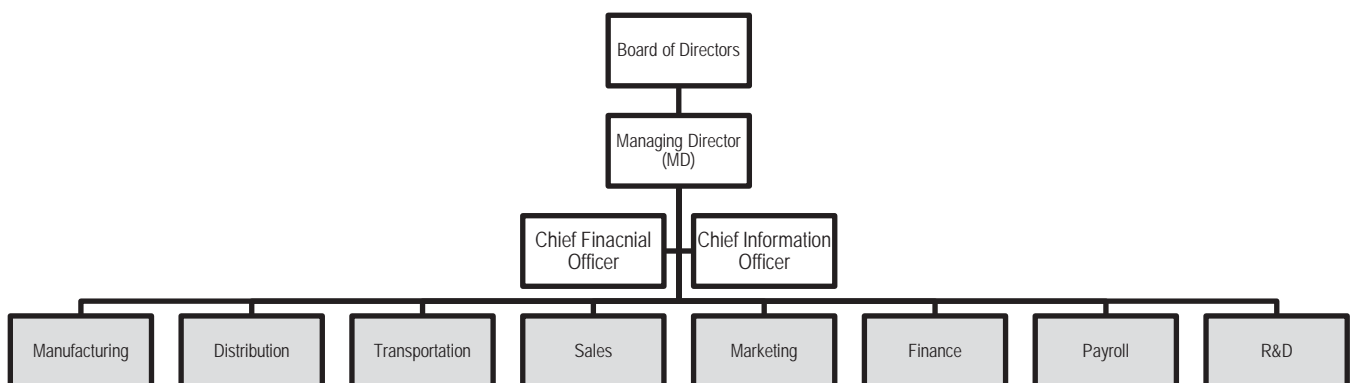 Board of Directors
Managing Director
(MD)
Chief Finacnial
Officer
Chief Information
Officer
Manufacturing
Distribution
Transportation
Sales
Marketing
Finance
Payroll
R&D